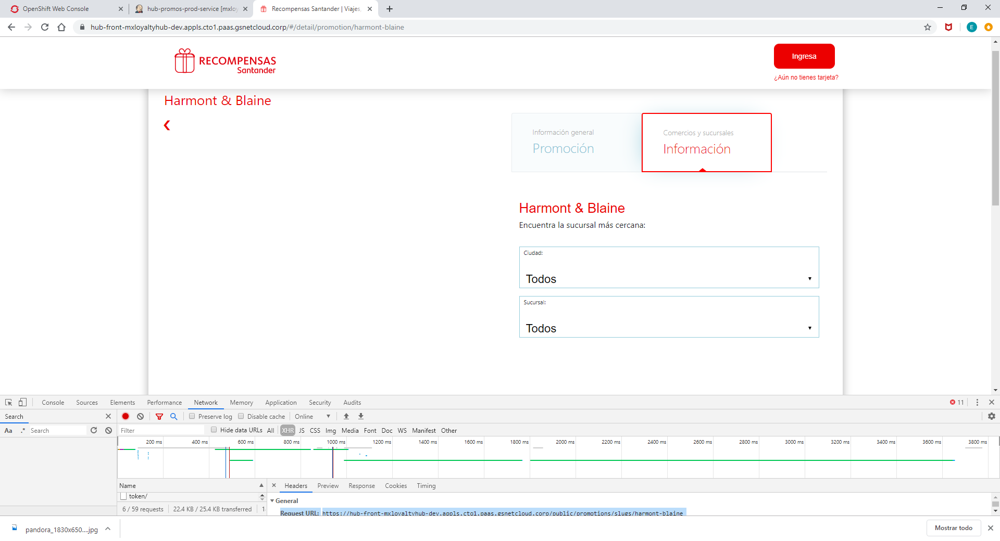 OpenShift Web Console
hub-promos-prod-service [mxloy
Recompensas Santander | Viajes,
hub-front-mxloyaltyhub-dev.appls.cto1.paas.gsnetcloud.corp/#/detail/promotion/harmont-blaine
E
RECOMPENSAS
Santander
Ingresa
¿Aún no tienes tarjeta?
Harmont & Blaine
Información general
Promoción
Comercios y sucursales
Información
Harmont & Blaine
Encuentra la sucursal más cercana:
Ciudad:
Todos
Sucursal:
Todos
Console Sources Elements Performance Network Memory Application Security Audits
11
Search
Preserve log Disable cache Online
Aa .* Search
Filter Hide data URLs All XHR JS CSS Img Media Font Doc WS Manifest Other
200 ms 400 ms 600 ms 800 ms 1000 ms 1200 ms 1400 ms 1600 ms 1800 ms 2000 ms 2200 ms 2400 ms 2600 ms 2800 ms 3000 ms 3200 ms 3400 ms 3600 ms 3800 ms
Name
Headers Preview Response Cookies Timing
token/
General
6 / 59 requests 22.4 KB / 25.4 KB transferred
Request URL: https://hub-front-mxloyaltyhub-dev.appls.cto1.paas.gsnetcloud.corp/public/promotions/slugs/harmont-blaine
pandora_1830x650....jpg
Mostrar todo